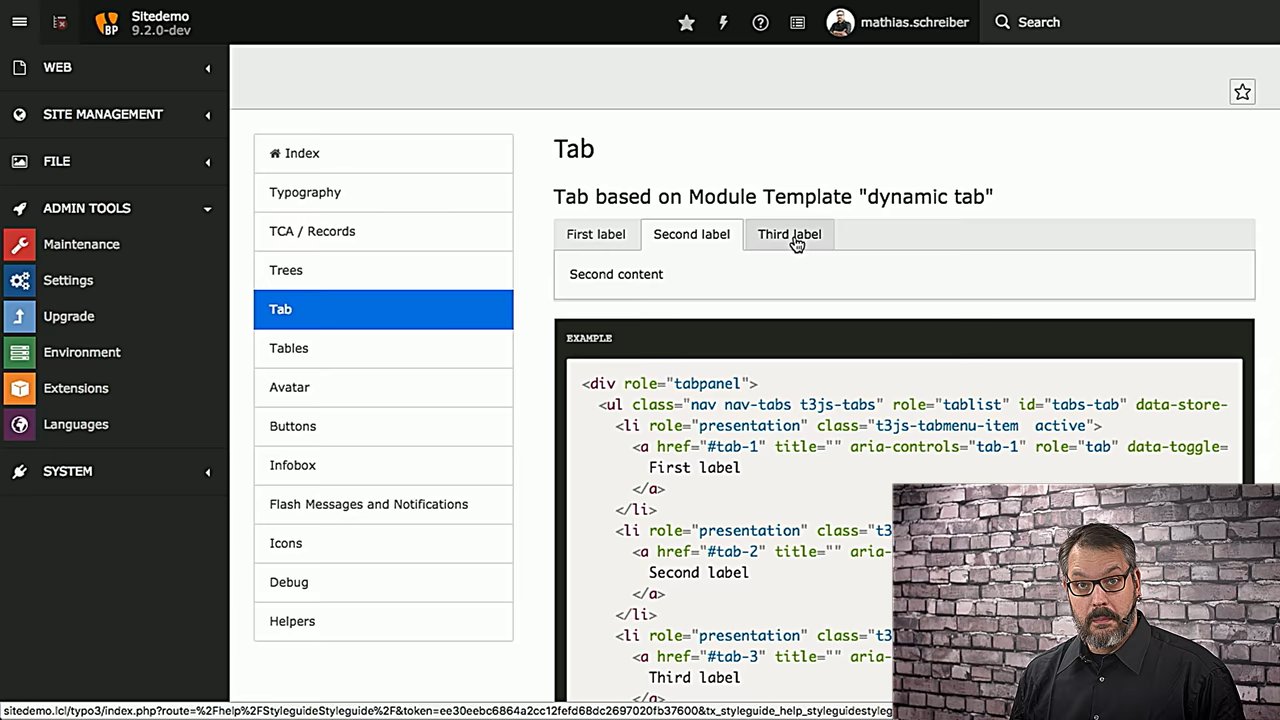 Sitedemo
9.2.0-dev
BP
mathias.schreiber
Search
WEB
SITE MANAGEMENT
FILE
ADMIN TOOLS
Maintenance
Settings
Upgrade
Environment
Extensions
Languages
SYSTEM
Index
Typography
TCA / Records
Trees
Tab
Tables
Avatar
Buttons
Infobox
Flash Messages and Notifications
Icons
Debug
Helpers
Tab
Tab based on Module Template "dynamic tab"
First label Second label Third label
Second content
EXAMPLE
<div role="tabpanel">
<ul class="nav nav-tabs t3js-tabs" role="tablist" id="tabs-tab" data-store-
<li role="presentation" class="t3js-tabmenu-item  active">
<a href="#tab-1" title="" aria-controls="tab-1" role="tab" data-toggle=
First label
</a>
</li>
<li role="presentation" class="t3
<a href="#tab-2" title="" aria-
Second label
</a>
</li>
<li role="presentation" class="t3
<a href="#tab-3" title="" aria-
Third label
</a>
sitedemo.lcl/typo3/index.php?route=%2Fhelp%2FStyleguideStyleguide%2F&token=ee30eebc6864a2cc12fefd68dc2697020fb37600&tx_styleguide_help_styleguidestyleg